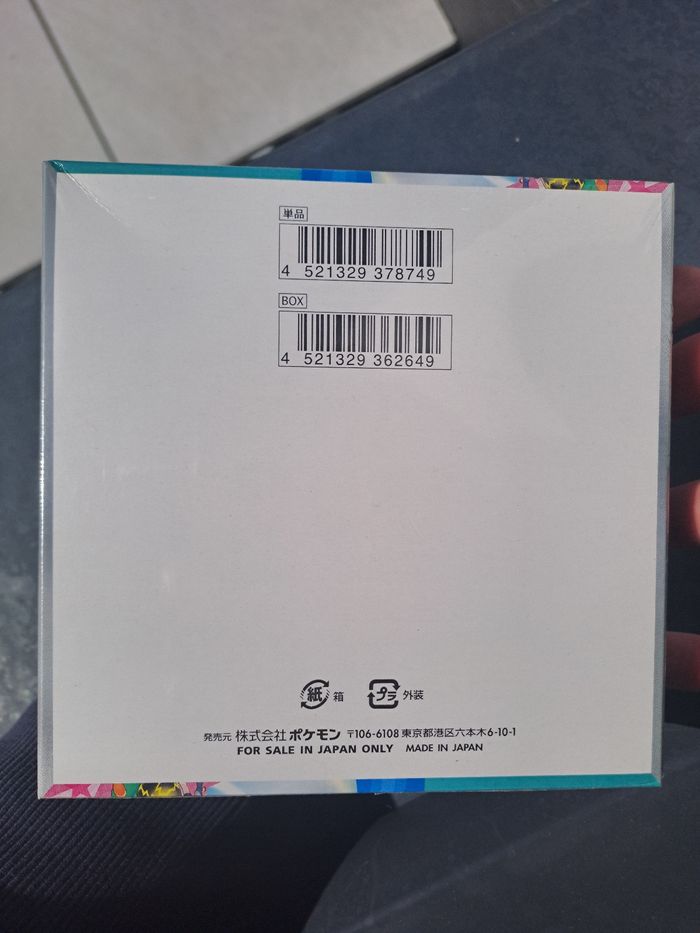 単品
4 521329 378749
BOX
4 521329 362649
紙 箱 プラ 外装
発売元 株式会社 ポケモン 〒106-6108 東京都港区六本木6-10-1
FOR SALE IN JAPAN ONLY MADE IN JAPAN